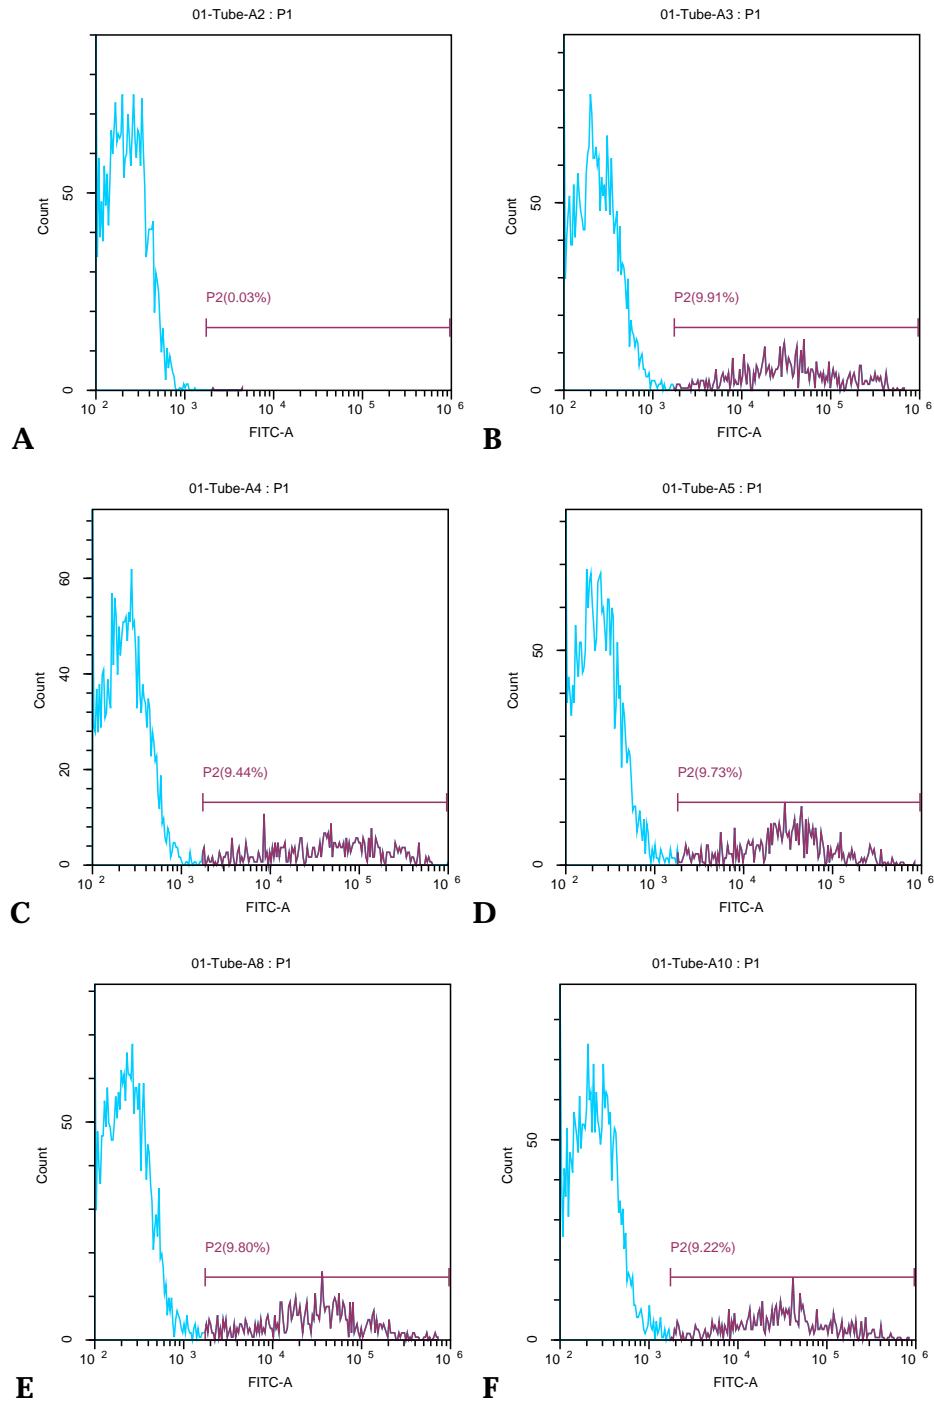 01-Tube-A2 : P1
Count
50
0
P2(0.03%)
10 2 10 3 10 4 10 5 10 6
FITC-A
A
01-Tube-A3 : P1
Count
50
0
P2(9.91%)
10 2 10 3 10 4 10 5 10 6
FITC-A
B
01-Tube-A4 : P1
Count
60
40
20
0
P2(9.44%)
10 2 10 3 10 4 10 5 10 6
FITC-A
C
01-Tube-A5 : P1
Count
50
0
P2(9.73%)
10 2 10 3 10 4 10 5 10 6
FITC-A
D
01-Tube-A8 : P1
Count
50
0
P2(9.80%)
10 2 10 3 10 4 10 5 10 6
FITC-A
E
01-Tube-A10 : P1
Count
50
0
P2(9.22%)
10 2 10 3 10 4 10 5 10 6
FITC-A
F